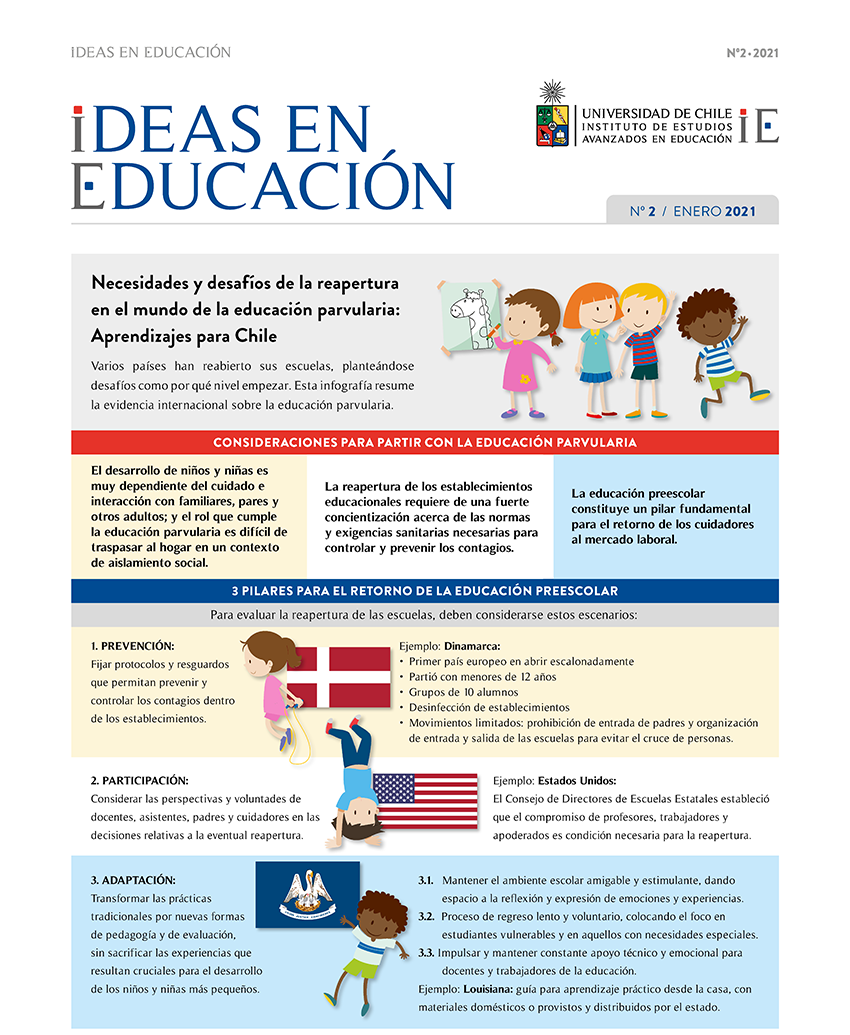 IDEAS EN EDUCACIÓN
Nº2•2021
iDEAS EN
EDUCACIÓN
UNIVERSIDAD DE CHILE
INSTITUTO DE ESTUDIOS
AVANZADOS EN EDUCACIÓN
iE
Nº 2 / ENERO 2021
Necesidades y desafíos de la reapertura
en el mundo de la educación parvularia:
Aprendizajes para Chile
Varios países han reabierto sus escuelas, planteándose
desafíos como por qué nivel empezar. Esta infografía resume
la evidencia internacional sobre la educación parvularia.
CONSIDERACIONES PARA PARTIR CON LA EDUCACIÓN PARVULARIA
El desarrollo de niños y niñas es
muy dependiente del cuidado e
interacción con familiares, pares y
otros adultos; y el rol que cumple
la educación parvularia es difícil de
traspasar al hogar en un contexto
de aislamiento social.
La reapertura de los establecimientos
educacionales requiere de una fuerte
concientización acerca de las normas
y exigencias sanitarias necesarias para
controlar y prevenir los contagios.
La educación preescolar
constituye un pilar fundamental
para el retorno de los cuidadores
al mercado laboral.
3 PILARES PARA EL RETORNO DE LA EDUCACIÓN PREESCOLAR
Para evaluar la reapertura de las escuelas, deben considerarse estos escenarios:
1. PREVENCIÓN:
Fijar protocolos y resguardos
que permitan prevenir y
controlar los contagios dentro
de los establecimientos.
Ejemplo: Dinamarca:
• Primer país europeo en abrir escalonadamente
• Partió con menores de 12 años
• Grupos de 10 alumnos
• Desinfección de establecimientos
• Movimientos limitados: prohibición de entrada de padres y organización
de entrada y salida de las escuelas para evitar el cruce de personas.
2. PARTICIPACIÓN:
Considerar las perspectivas y voluntades de
docentes, asistentes, padres y cuidadores en las
decisiones relativas a la eventual reapertura.
Ejemplo: Estados Unidos:
El Consejo de Directores de Escuelas Estatales estableció
que el compromiso de profesores, trabajadores y
apoderados es condición necesaria para la reapertura.
3. ADAPTACIÓN:
Transformar las prácticas
tradicionales por nuevas formas
de pedagogía y de evaluación,
sin sacrificar las experiencias que
resultan cruciales para el desarrollo
de los niños y niñas más pequeños.
3.1. Mantener el ambiente escolar amigable y estimulante, dando
espacio a la reflexión y expresión de emociones y experiencias.
3.2. Proceso de regreso lento y voluntario, colocando el foco en
estudiantes vulnerables y en aquellos con necesidades especiales.
3.3. Impulsar y mantener constante apoyo técnico y emocional para
docentes y trabajadores de la educación.
Ejemplo: Louisiana: guía para aprendizaje práctico desde la casa, con
materiales domésticos o provistos y distribuidos por el estado.